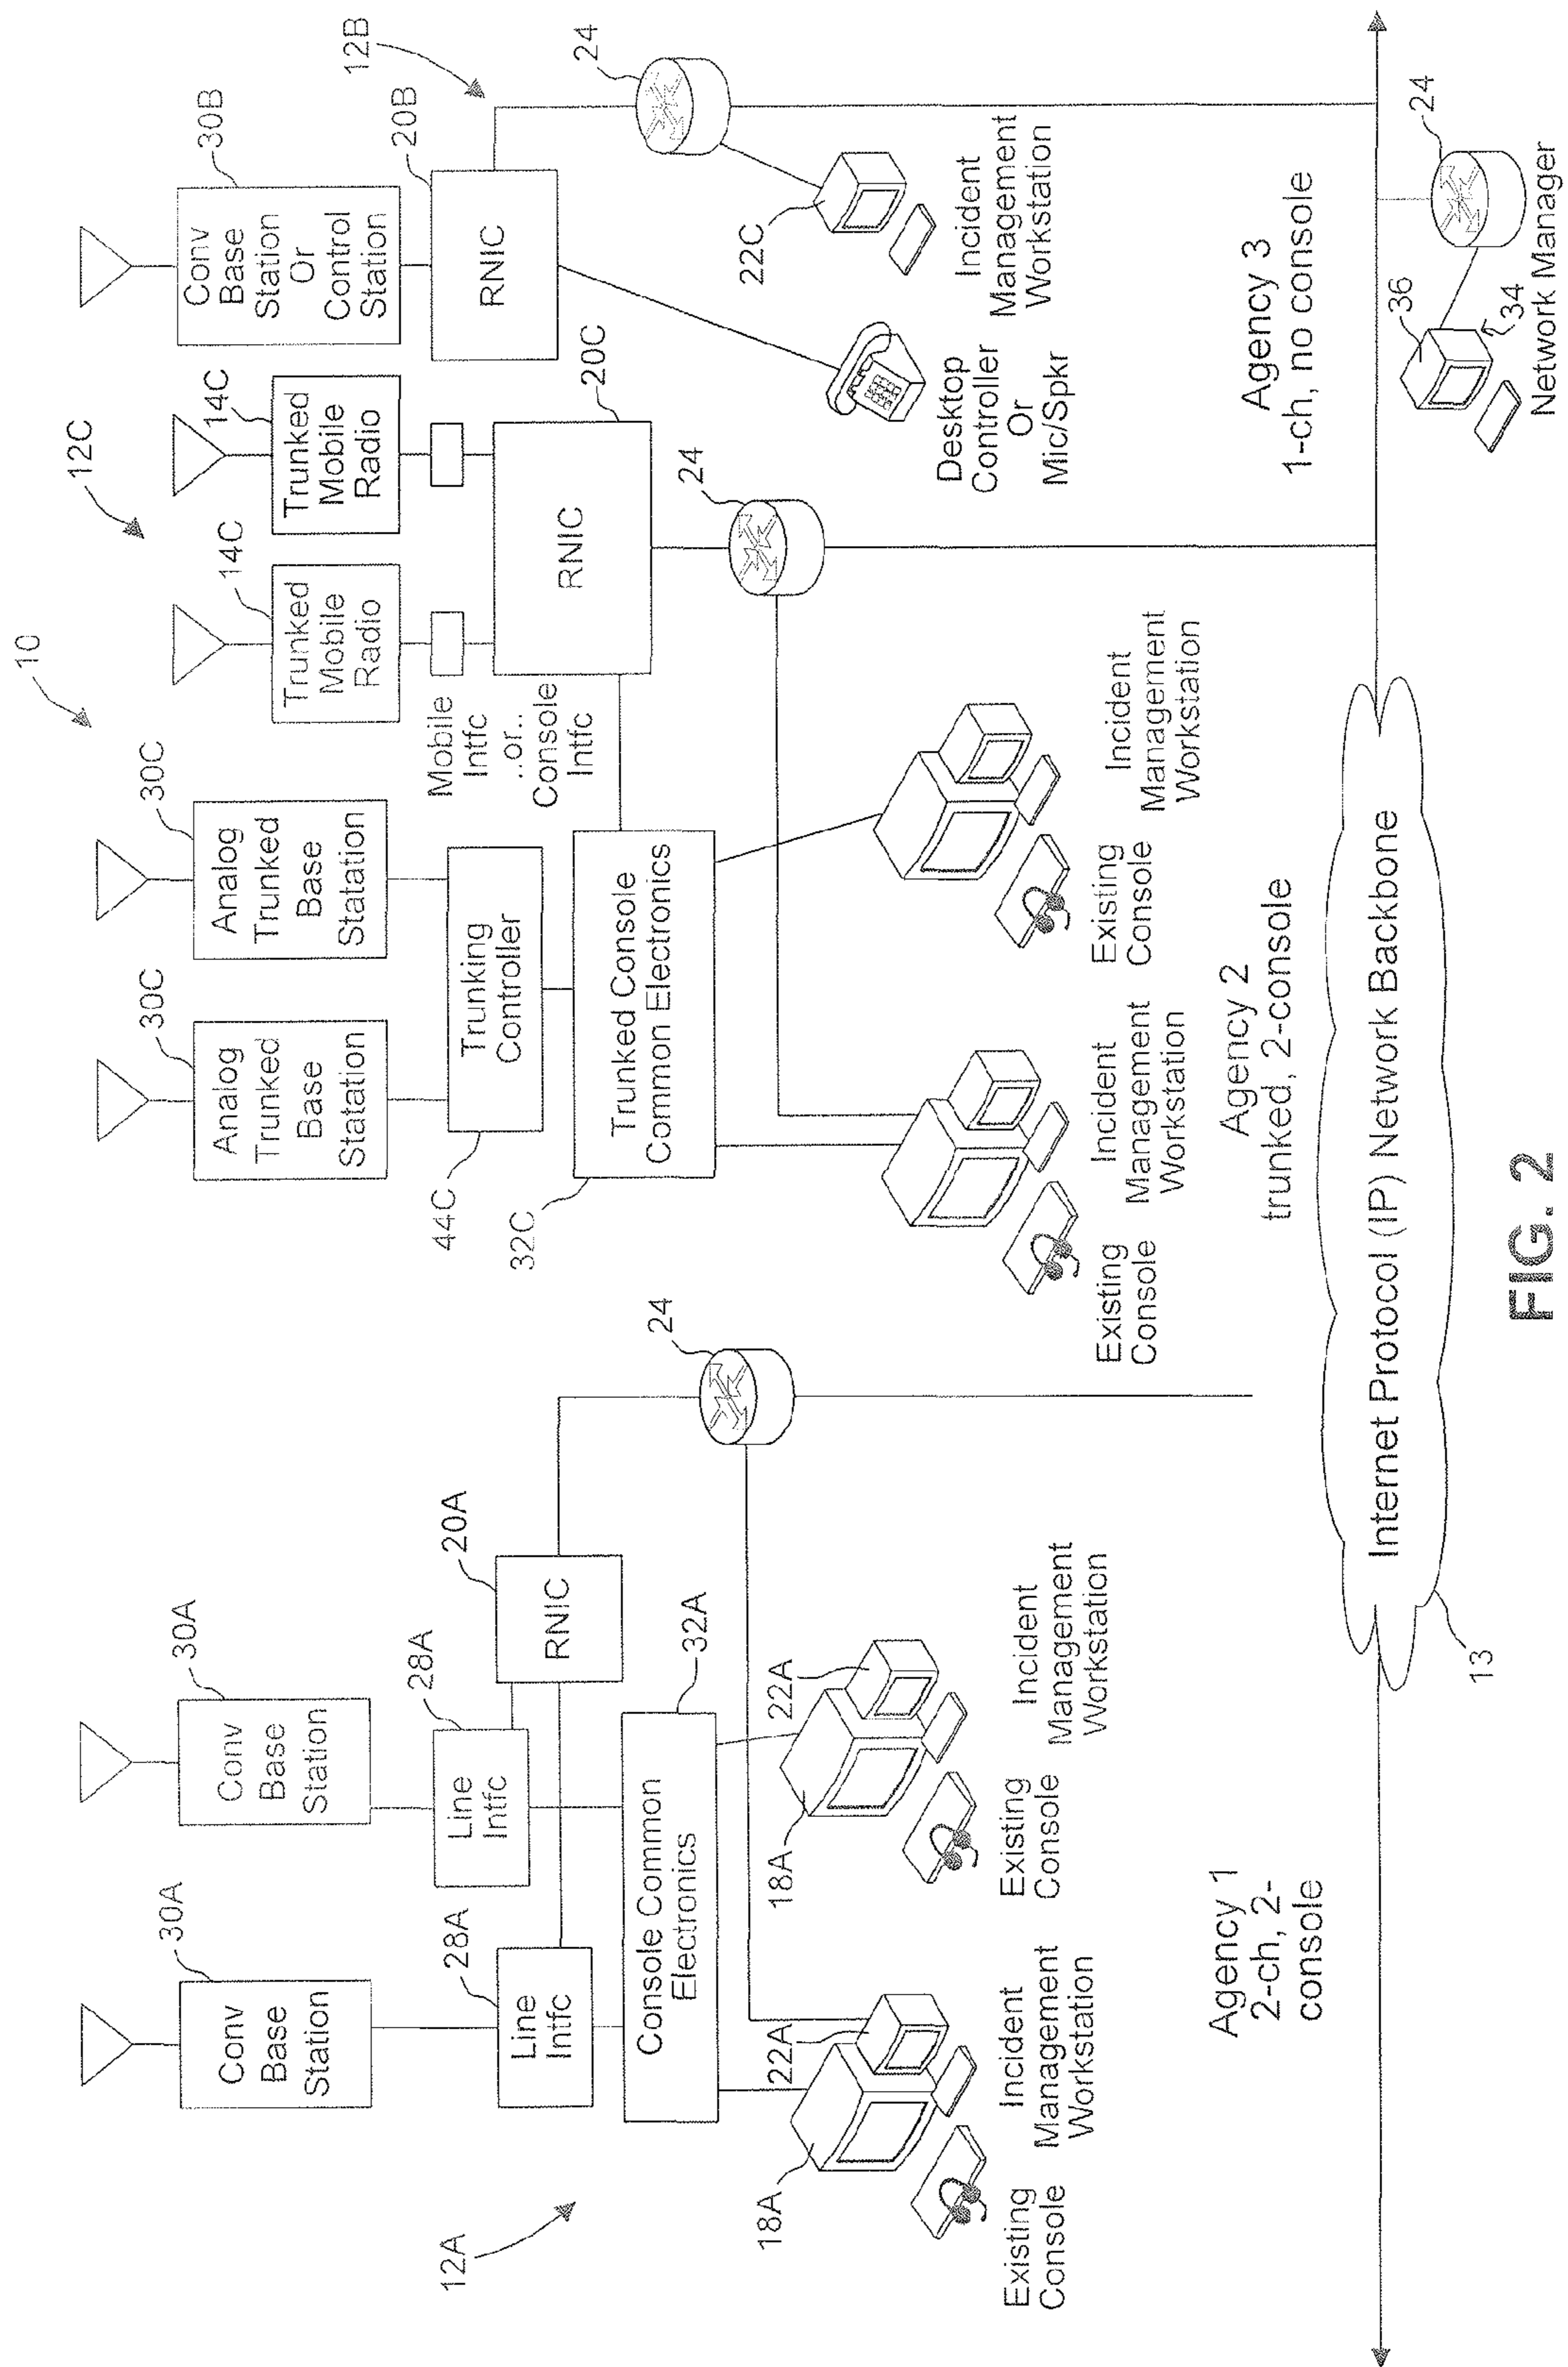 10
12A
30A
Conv
Base
Station
30A
Conv
Base
Station
28A
Line
Intfc
28A
Line
Intfc
20A
RNIC
32A
Console Common
Electronics
24
18A
22A
18A
22A
Existing
Console
Incident
Management
Workstation
Existing
Console
Incident
Management
Workstation
Agency 1
2-ch, 2-
console
12C
30C
Analog
Trunked
Base
Statation
30C
Analog
Trunked
Base
Statation
14C
Trunked
Mobile
Radio
14C
Trunked
Mobile
Radio
44C
Trunking
Controller
Mobile
Intfc
..or..
Console
Intfc
20C
RNIC
32C
Trunked Console
Common Electronics
24
Existing
Console
Incident
Management
Workstation
Existing
Console
Incident
Management
Workstation
Agency 2
trunked, 2-console
12B
30B
Conv
Base
Station
Or
Control
Station
20B
RNIC
24
22C
Desktop
Controller
Or
Mic/Spkr
Incident
Management
Workstation
Agency 3
1-ch, no console
13
Internet Protocol (IP) Network Backbone
24
36
34
Network Manager
FIG. 2